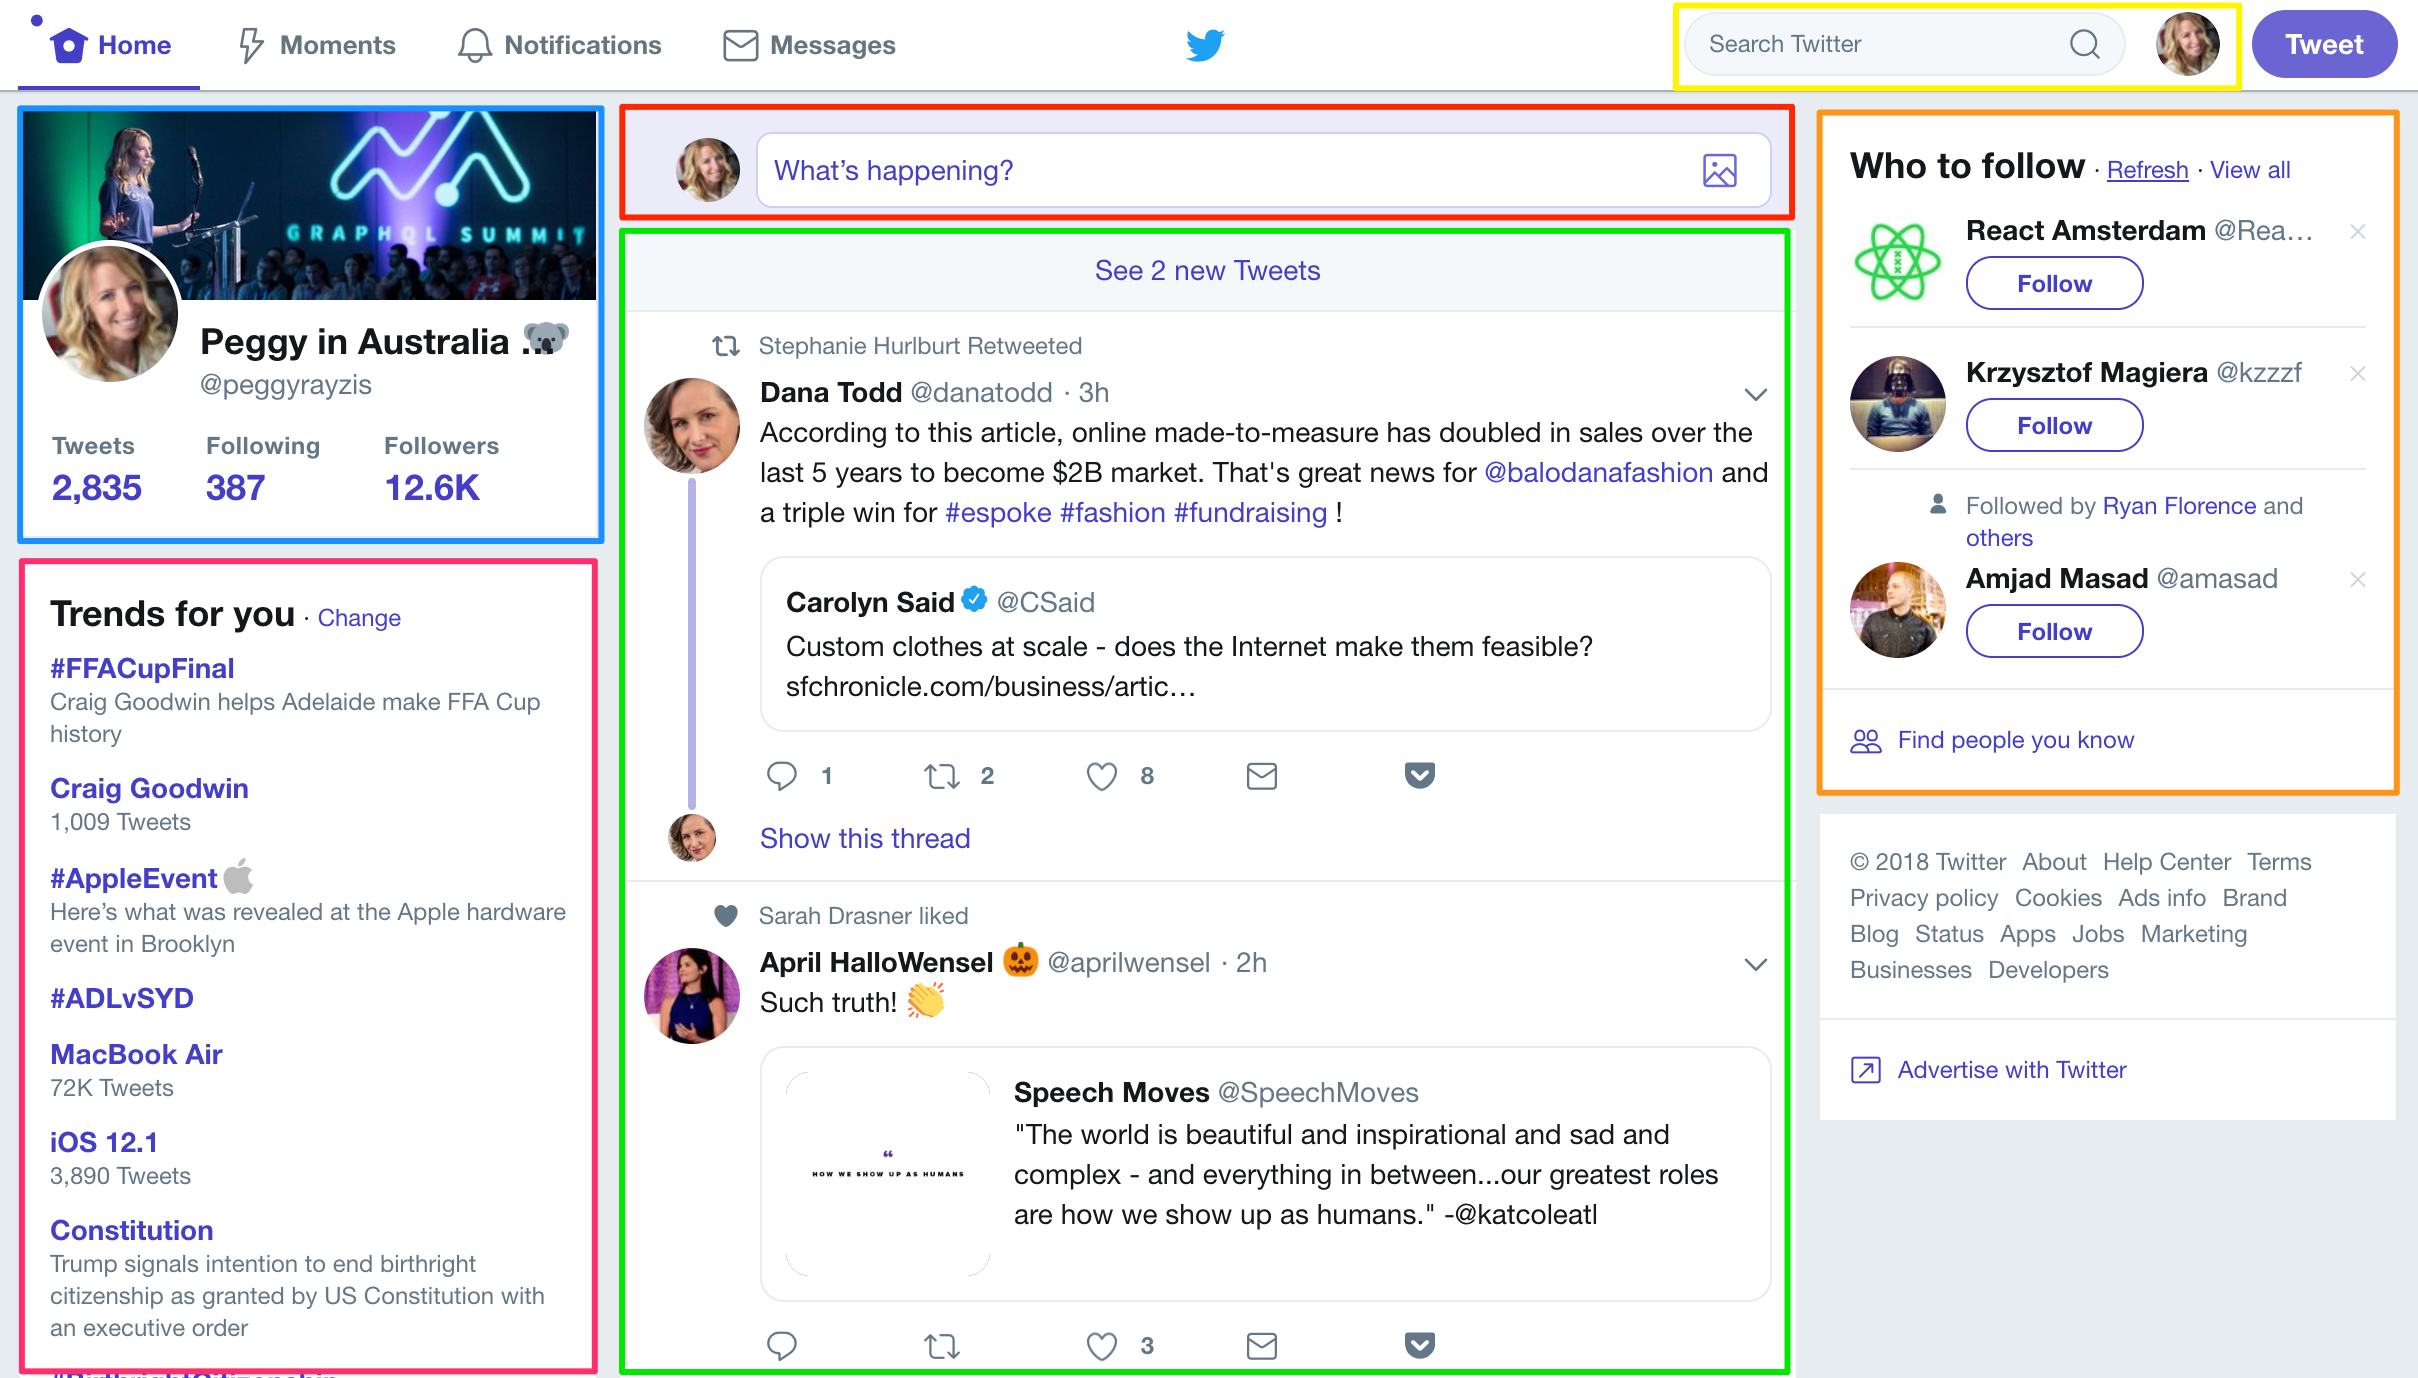 Home
Moments
Notifications
Messages
Search Twitter
Tweet
GRAPHQL SUMMIT
Peggy in Australia ...
@peggyrayzis
Tweets Following Followers
2,835 387 12.6K
Trends for you · Change
#FFACupFinal
Craig Goodwin helps Adelaide make FFA Cup
history
Craig Goodwin
1,009 Tweets
#AppleEvent
Here’s what was revealed at the Apple hardware
event in Brooklyn
#ADLvSYD
MacBook Air
72K Tweets
iOS 12.1
3,890 Tweets
Constitution
Trump signals intention to end birthright
citizenship as granted by US Constitution with
an executive order
What’s happening?
See 2 new Tweets
Stephanie Hurlburt Retweeted
Dana Todd @danatodd · 3h
According to this article, online made-to-measure has doubled in sales over the
last 5 years to become $2B market. That's great news for @balodanafashion and
a triple win for #espoke #fashion #fundraising !
Carolyn Said @CSaid
Custom clothes at scale - does the Internet make them feasible?
sfchronicle.com/business/artic…
1 2 8
Show this thread
Sarah Drasner liked
April HalloWensel 🎃 @aprilwensel · 2h
Such truth! 👏
HOW WE SHOW UP AS HUMANS
Speech Moves @SpeechMoves
"The world is beautiful and inspirational and sad and
complex - and everything in between...our greatest roles
are how we show up as humans." -@katcoleatl
3
Who to follow · Refresh · View all
React Amsterdam @Rea…
Follow
Krzysztof Magiera @kzzzf
Follow
Followed by Ryan Florence and
others
Amjad Masad @amasad
Follow
Find people you know
© 2018 Twitter About Help Center Terms
Privacy policy Cookies Ads info Brand
Blog Status Apps Jobs Marketing
Businesses Developers
Advertise with Twitter